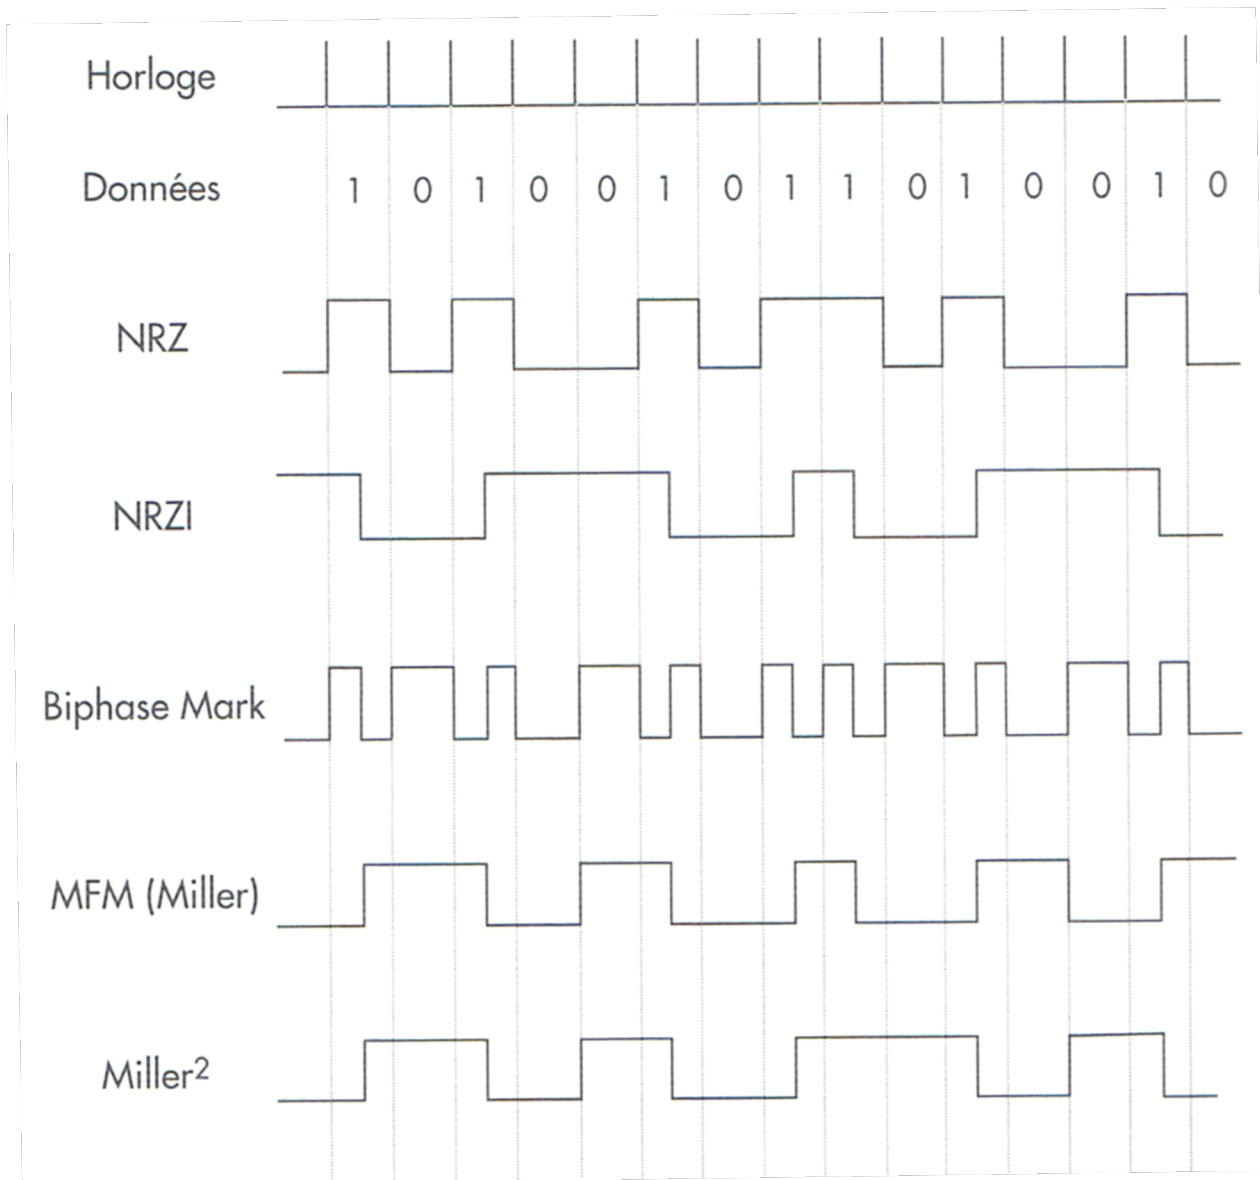 Horloge
Données 1 0 1 0 0 1 0 1 1 0 1 0 0 1 0
NRZ
NRZI
Biphase Mark
MFM (Miller)
Miller²